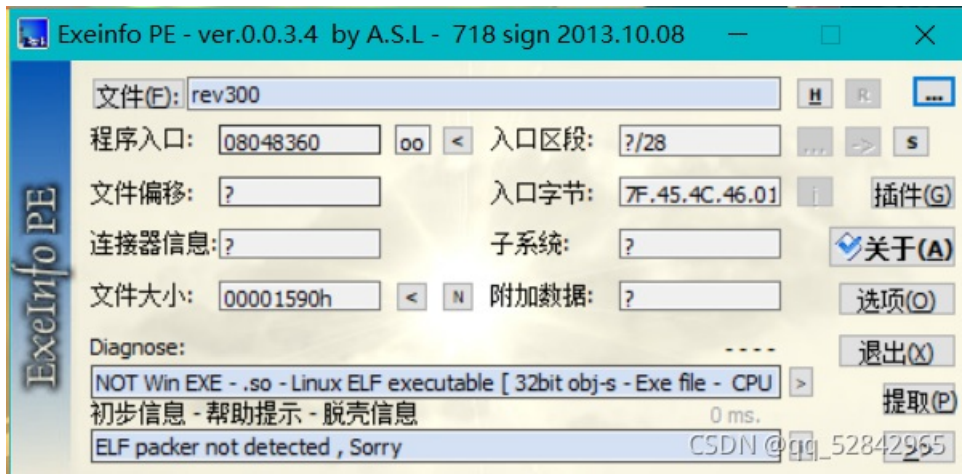 Exeinfo PE - ver.0.0.3.4 by A.S.L - 718 sign 2013.10.08
ExeInfo PE
文件(F): rev300 H R ...
程序入口: 08048360 oo < 入口区段: ?/28 ... -> S
文件偏移: ? 入口字节: 7F.45.4C.46.01 插件(G)
连接器信息: ? 子系统: ? 关于(A)
文件大小: 00001590h < N 附加数据: ? 选项(O)
Diagnose: - - - - 退出(X)
NOT Win EXE - .so - Linux ELF executable [ 32bit obj-s - Exe file - CPU >
初步信息 - 帮助提示 - 脱壳信息 0 ms. 提取(P)
ELF packer not detected , Sorry
CSDN @qq_52842965